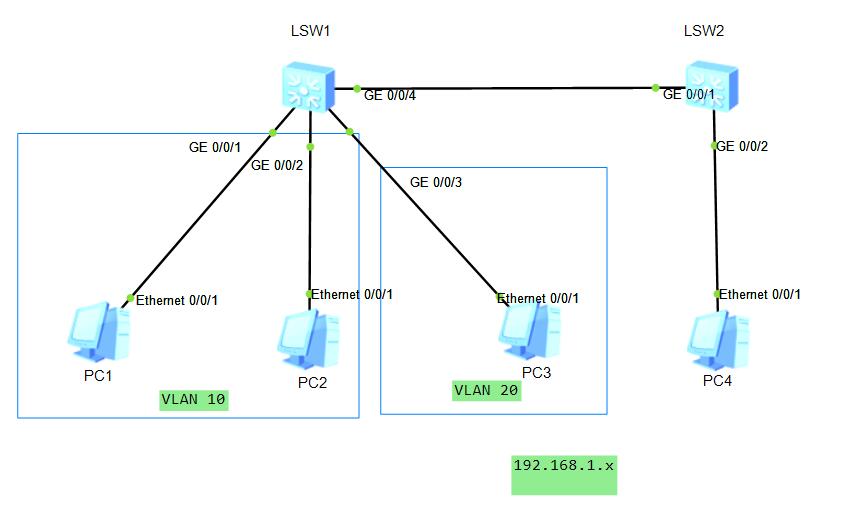 LSW1
LSW2
GE 0/0/4
GE 0/0/1
GE 0/0/1
GE 0/0/2
GE 0/0/2
GE 0/0/3
Ethernet 0/0/1
Ethernet 0/0/1
Ethernet 0/0/1
Ethernet 0/0/1
PC1
PC2
PC3
PC4
VLAN 10
VLAN 20
192.168.1.x